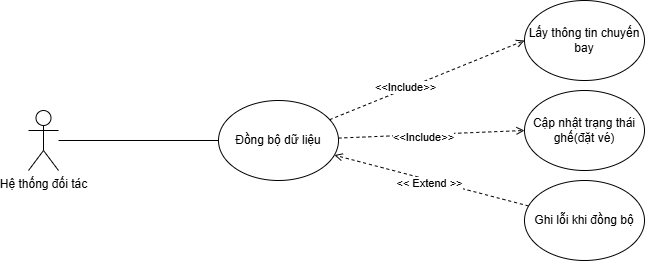 Lấy thông tin chuyến
bay
<<Include>>
Đồng bộ dữ liệu
<<Include>>
Cập nhật trạng thái
ghế(đặt vé)
Hệ thống đối tác
<< Extend >>
Ghi lỗi khi đồng bộ